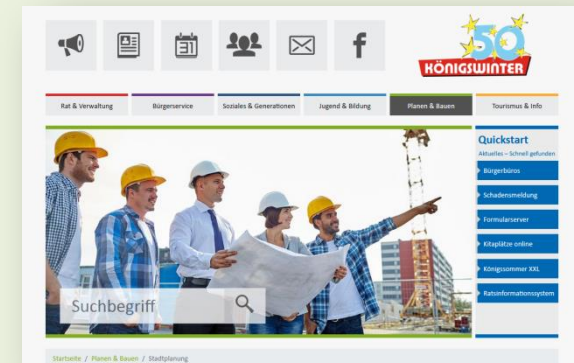 31
f
50
KÖNIGSWINTER
Rat & Verwaltung
Bürgerservice
Soziales & Generationen
Jugend & Bildung
Planen & Bauen
Tourismus & Info
Quickstart
Aktuelles – Schnell gefunden
Bürgerbüros
Schadensmeldung
Formularserver
Kitaplätze online
Königssommer XXL
Ratsinformationssystem
Suchbegriff
Startseite / Planen & Bauen / Stadtplanung